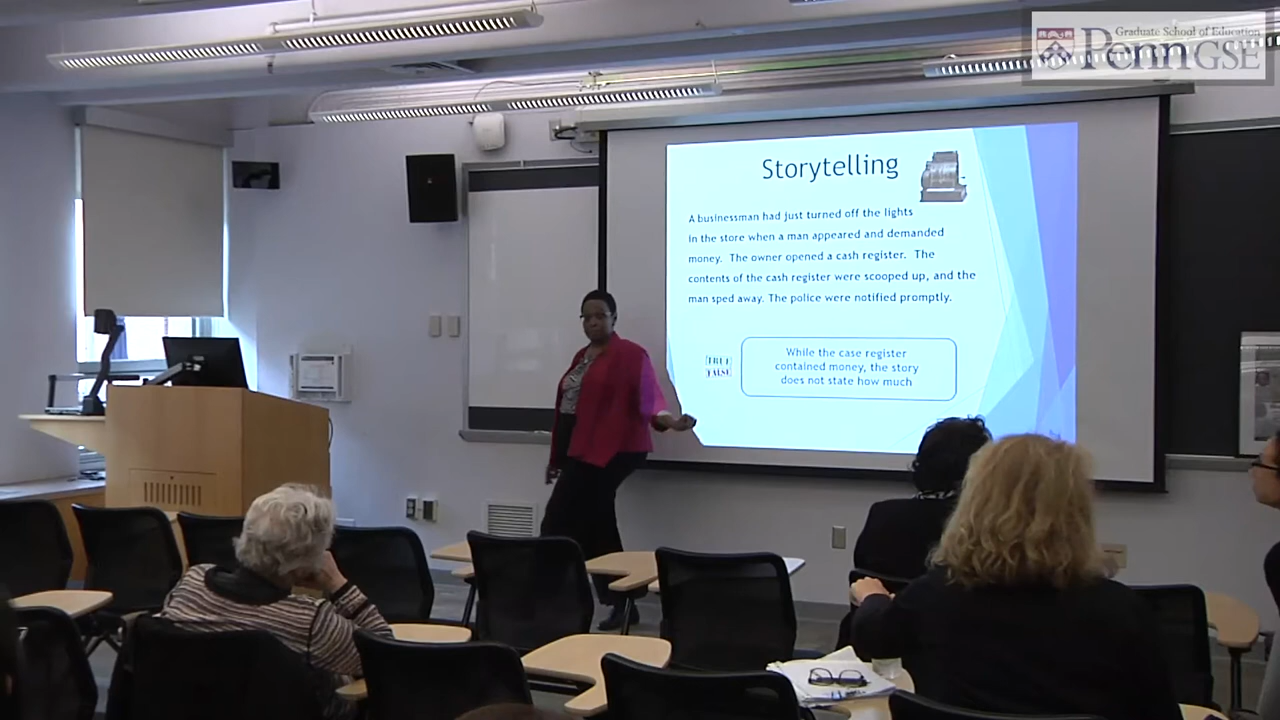 Graduate School of Education
PennGSE
Storytelling
A businessman had just turned off the lights
in the store when a man appeared and demanded
money. The owner opened a cash register. The
contents of the cash register were scooped up, and the
man sped away. The police were notified promptly.
TRUE
FALSE
While the case register
contained money, the story
does not state how much